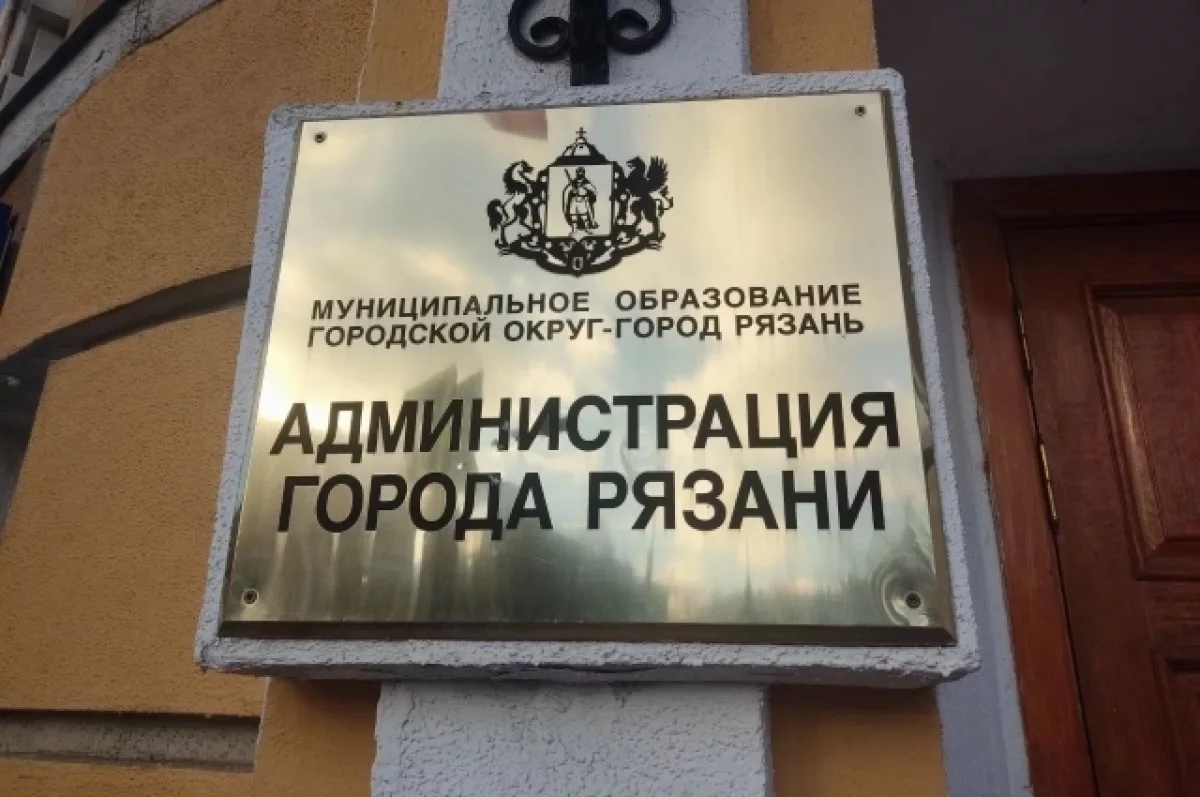 МУНИЦИПАЛЬНОЕ ОБРАЗОВАНИЕ
ГОРОДСКОЙ ОКРУГ-ГОРОД РЯЗАНЬ
АДМИНИСТРАЦИЯ
ГОРОДА РЯЗАНИ